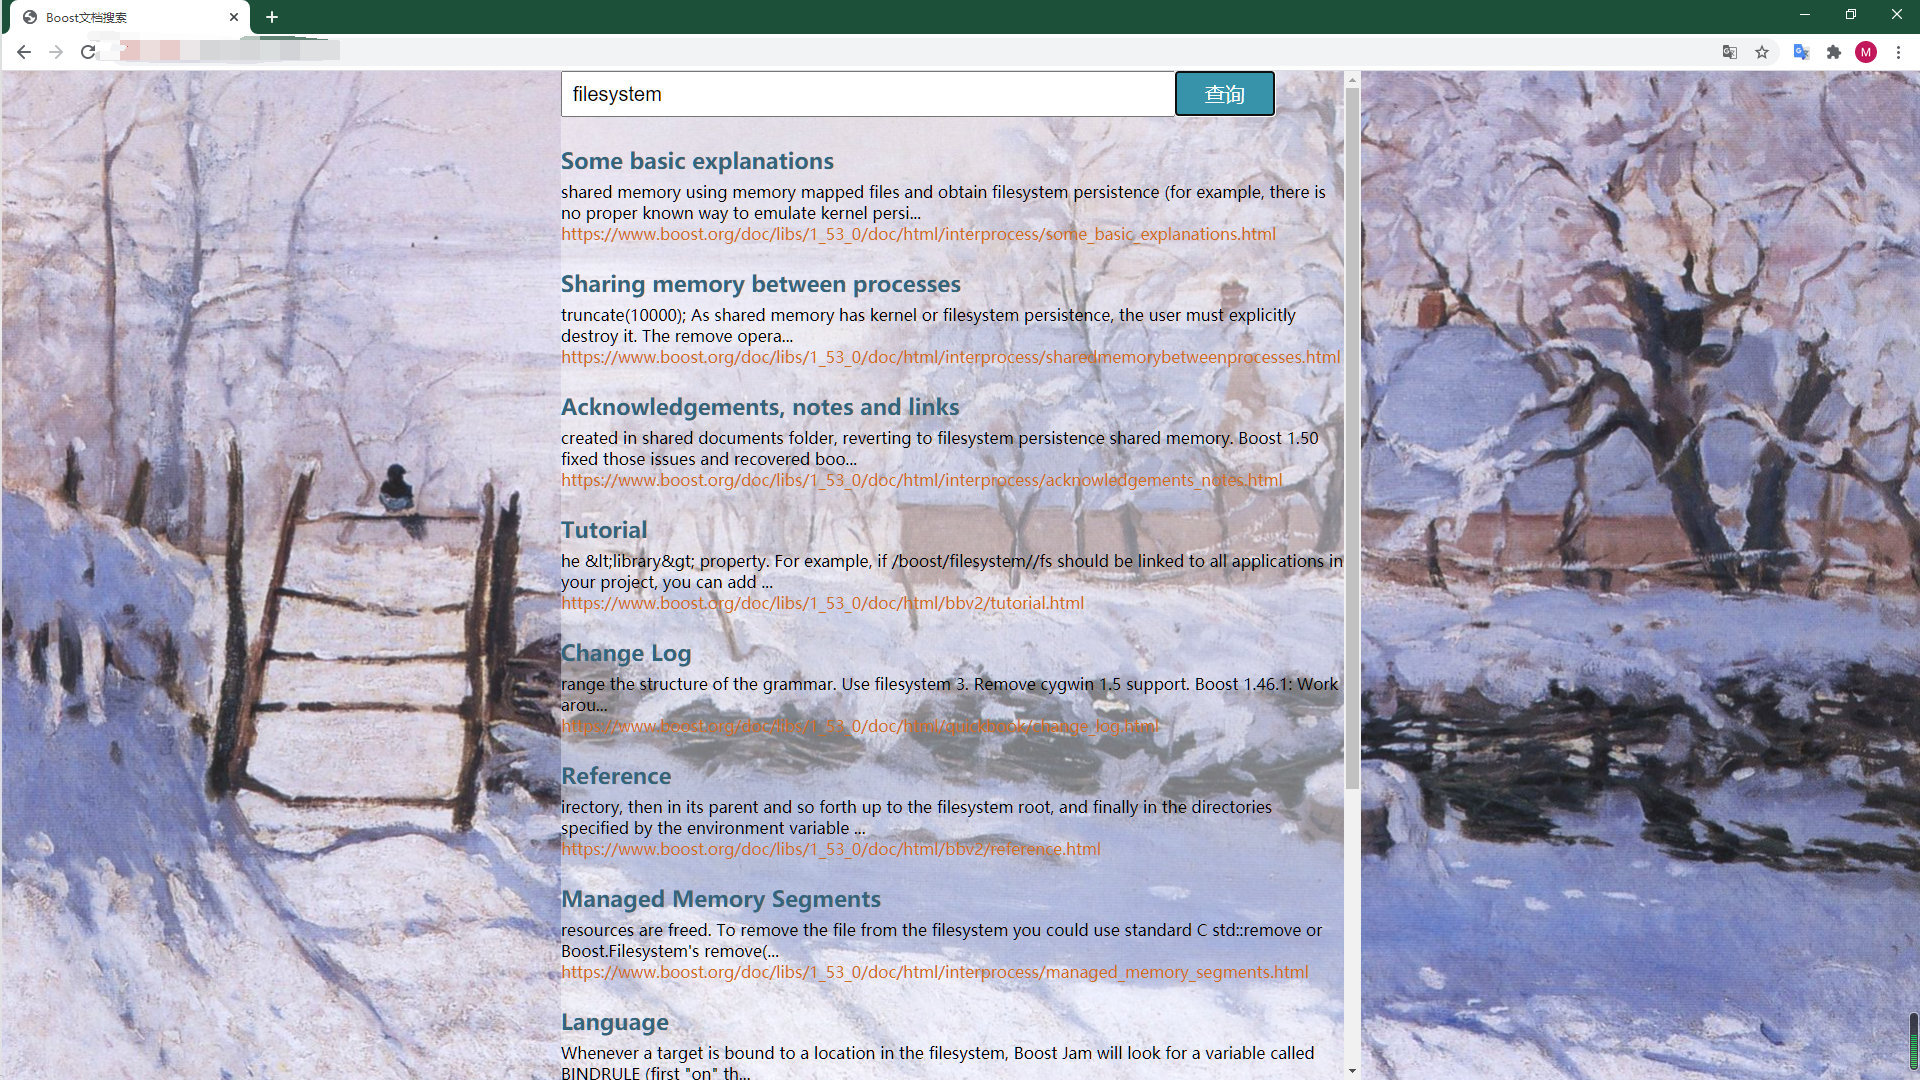 Boost文档搜索
M
filesystem
查询
Some basic explanations
shared memory using memory mapped files and obtain filesystem persistence (for example, there is
no proper known way to emulate kernel persi...
https://www.boost.org/doc/libs/1_53_0/doc/html/interprocess/some_basic_explanations.html
Sharing memory between processes
truncate(10000); As shared memory has kernel or filesystem persistence, the user must explicitly
destroy it. The remove opera...
https://www.boost.org/doc/libs/1_53_0/doc/html/interprocess/sharedmemorybetweenprocesses.html
Acknowledgements, notes and links
created in shared documents folder, reverting to filesystem persistence shared memory. Boost 1.50
fixed those issues and recovered boo...
https://www.boost.org/doc/libs/1_53_0/doc/html/interprocess/acknowledgements_notes.html
Tutorial
he &lt;library&gt; property. For example, if /boost/filesystem//fs should be linked to all applications in
your project, you can add ...
https://www.boost.org/doc/libs/1_53_0/doc/html/bbv2/tutorial.html
Change Log
range the structure of the grammar. Use filesystem 3. Remove cygwin 1.5 support. Boost 1.46.1: Work
arou...
https://www.boost.org/doc/libs/1_53_0/doc/html/quickbook/change_log.html
Reference
irectory, then in its parent and so forth up to the filesystem root, and finally in the directories
specified by the environment variable ...
https://www.boost.org/doc/libs/1_53_0/doc/html/bbv2/reference.html
Managed Memory Segments
resources are freed. To remove the file from the filesystem you could use standard C std::remove or
Boost.Filesystem's remove(...
https://www.boost.org/doc/libs/1_53_0/doc/html/interprocess/managed_memory_segments.html
Language
Whenever a target is bound to a location in the filesystem, Boost Jam will look for a variable called
BINDRULE (first "on" th...